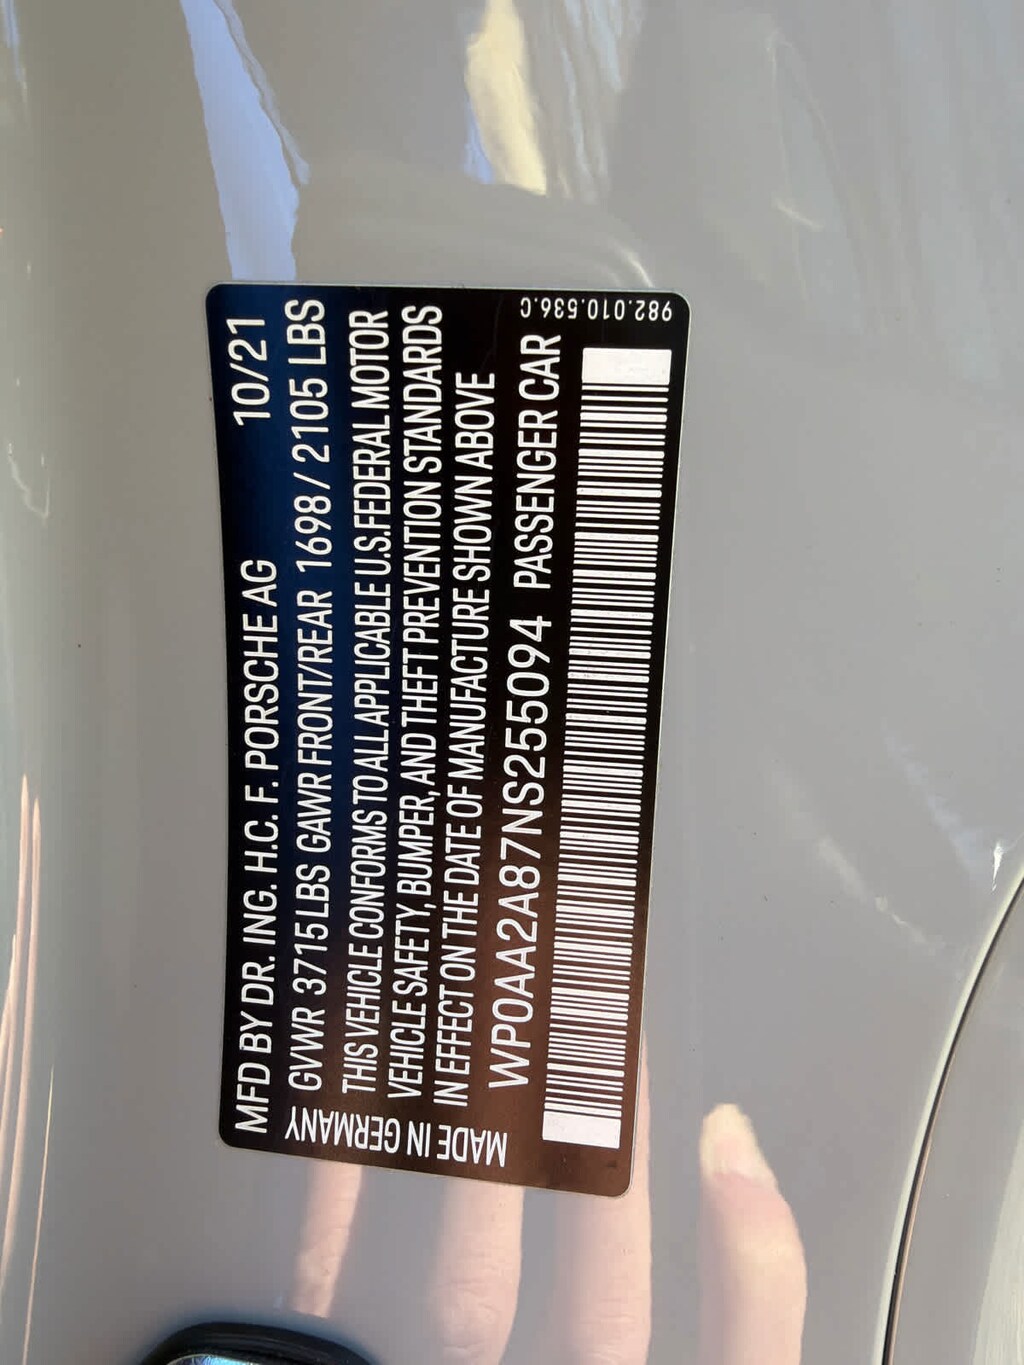 MFD BY DR. ING. H.C. F. PORSCHE AG 10/21
GVWR 3715 LBS GAWR FRONT/REAR 1698 / 2105 LBS
THIS VEHICLE CONFORMS TO ALL APPLICABLE U.S. FEDERAL MOTOR
VEHICLE SAFETY, BUMPER, AND THEFT PREVENTION STANDARDS
IN EFFECT ON THE DATE OF MANUFACTURE SHOWN ABOVE
WP0AA2A87NS255094 PASSENGER CAR
MADE IN GERMANY
982.010.536.C